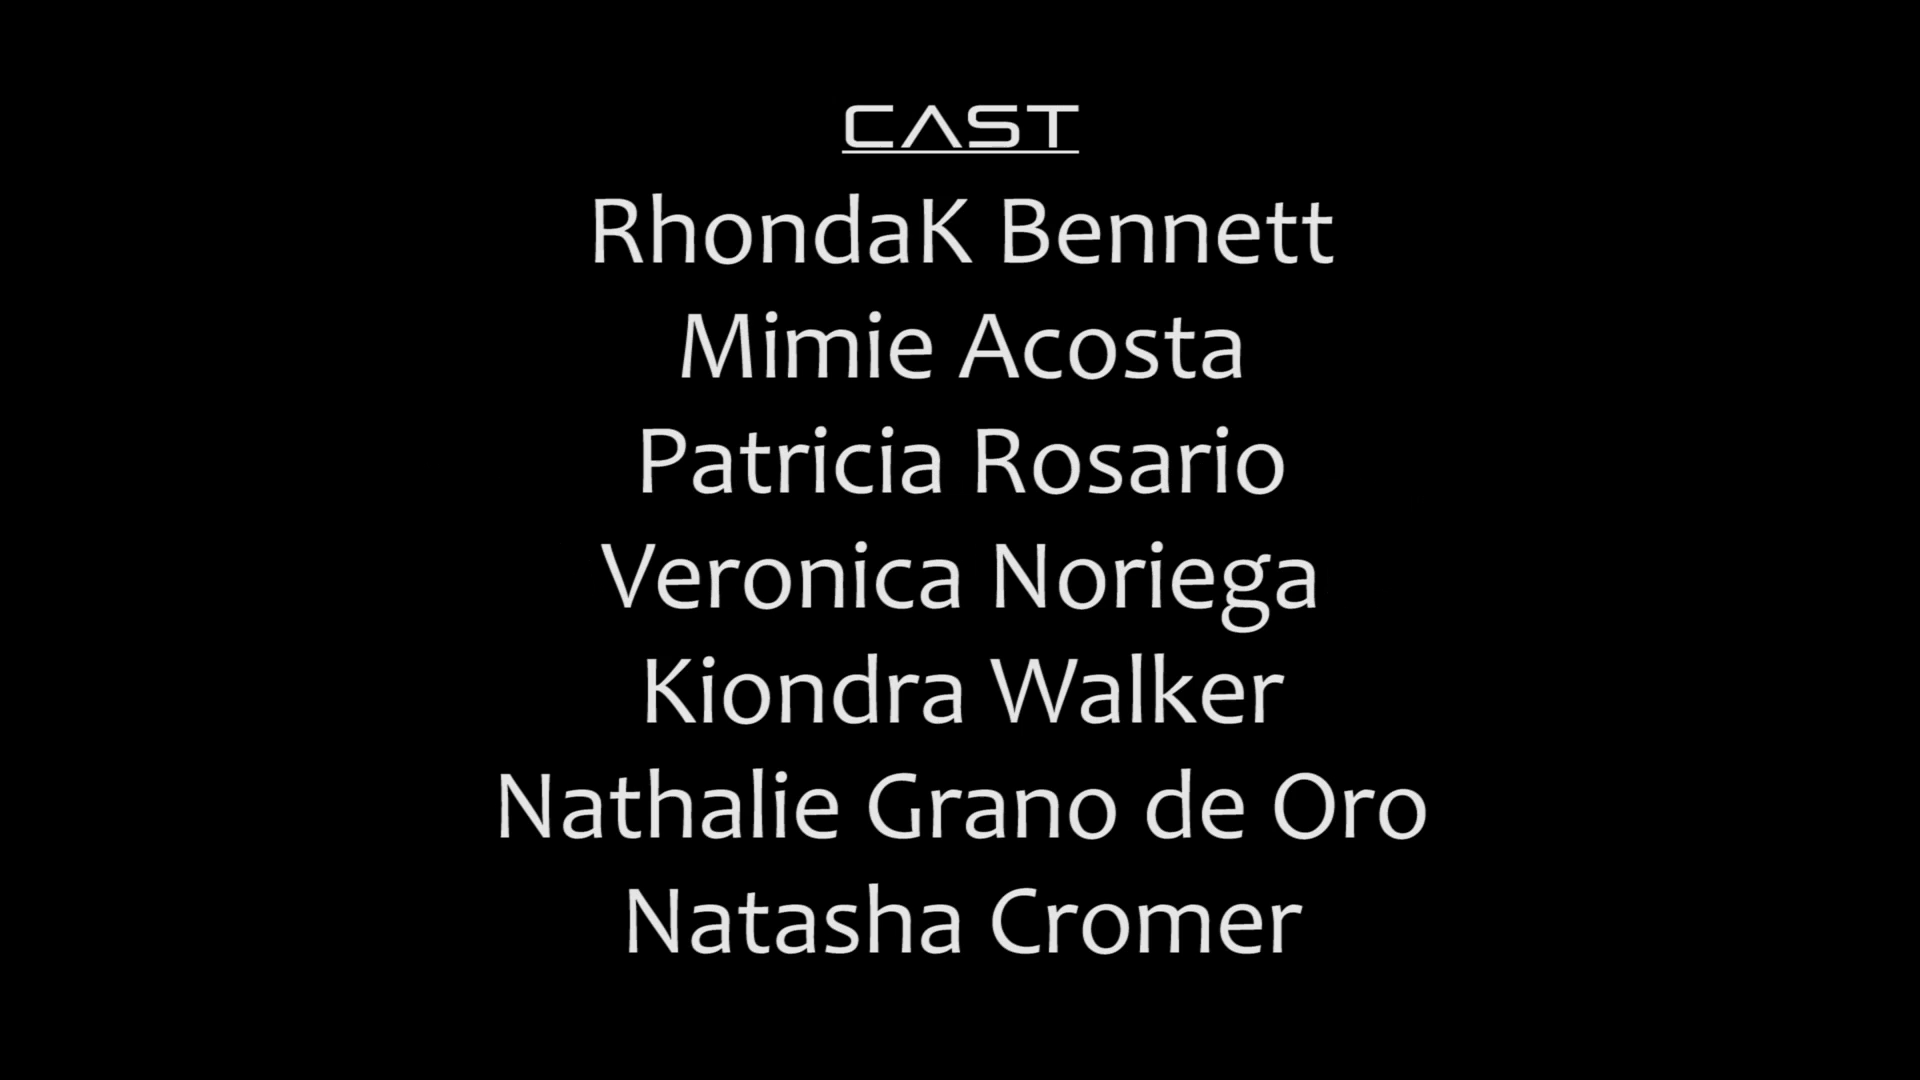 CAST
RhondaK Bennett
Mimie Acosta
Patricia Rosario
Veronica Noriega
Kiondra Walker
Nathalie Grano de Oro
Natasha Cromer